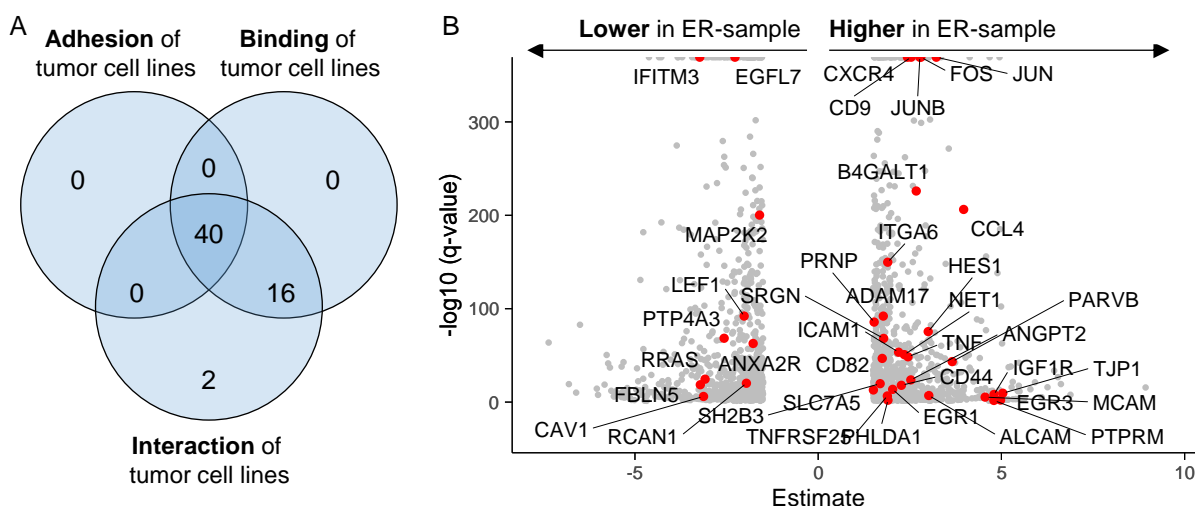 A
Adhesion of
tumor cell lines
Binding of
tumor cell lines
0
0
0
40
0
16
2
Interaction of
tumor cell lines
B
Lower in ER-sample
Higher in ER-sample
IFITM3
EGFL7
CXCR4
FOS
JUN
CD9
JUNB
B4GALT1
MAP2K2
ITGA6
CCL4
PRNP
HES1
LEF1
SRGN
ADAM17
NET1
PARVB
PTP4A3
ICAM1
TNF
ANGPT2
RRAS
ANXA2R
CD82
IGF1R
TJP1
CD44
FBLN5
SLC7A5
EGR3
MCAM
SH2B3
EGR1
CAV1
RCAN1
TNFRSF25
PHLDA1
ALCAM
PTPRM
-log10 (q-value)
300
200
100
0
-5
0
5
10
Estimate